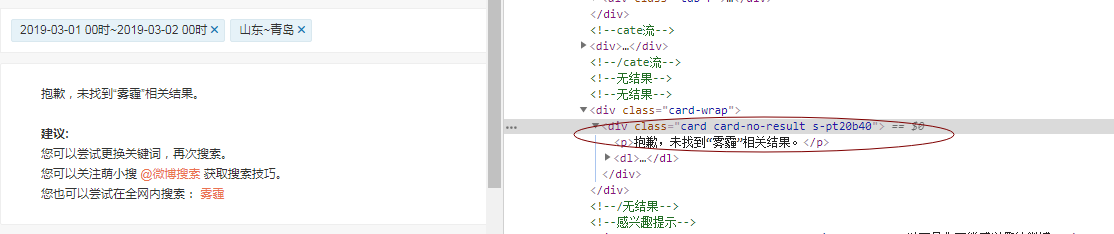 2019-03-01 00时~2019-03-02 00时 ×
山东~青岛 ×
抱歉，未找到“雾霾”相关结果。
建议:
您可以尝试更换关键词，再次搜索。
您可以关注萌小搜 @微博搜索 获取搜索技巧。
您也可以尝试在全网内搜索： 雾霾
</div>
<!--cate流-->
<div>…</div>
<!--/cate流-->
<!--无结果-->
<!--无结果-->
<div class="card-wrap">
<div class="card card-no-result s-pt20b40"> == $0
<p>抱歉，未找到“雾霾”相关结果。</p>
<dl>…</dl>
</div>
</div>
<!--/无结果-->
<!--感兴趣提示-->